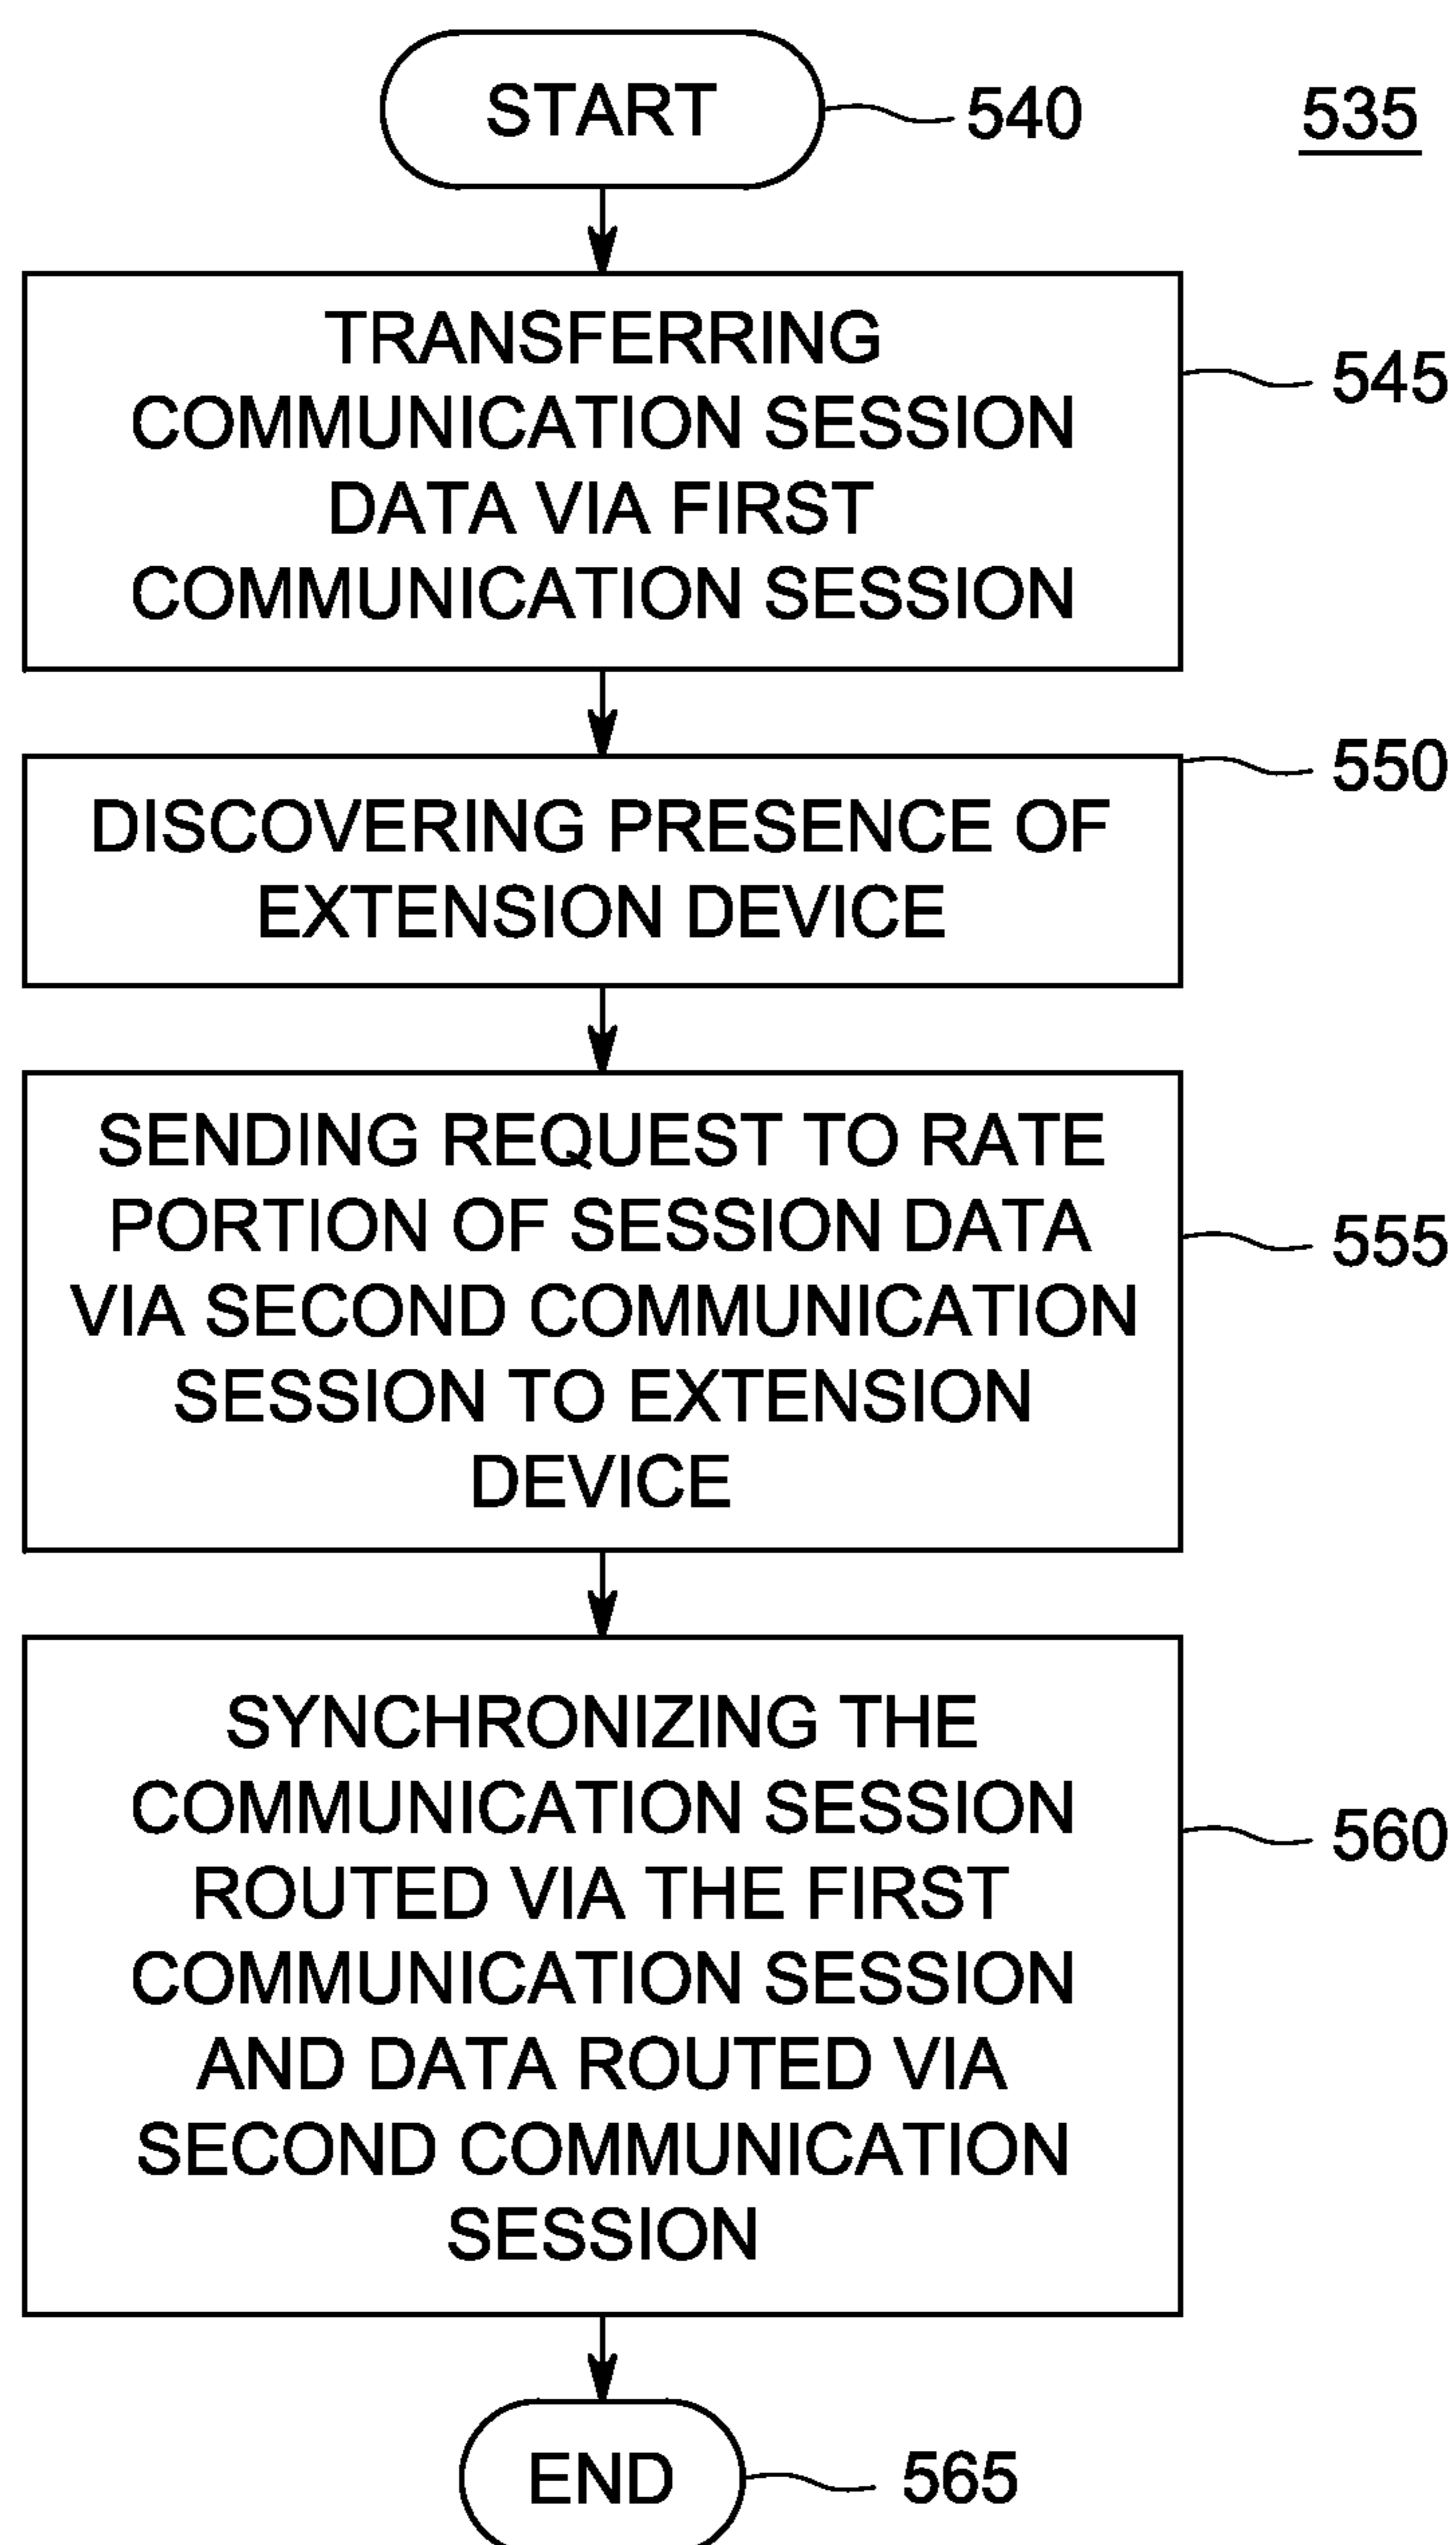 START
540
535
TRANSFERRING
COMMUNICATION SESSION
DATA VIA FIRST
COMMUNICATION SESSION
545
DISCOVERING PRESENCE OF
EXTENSION DEVICE
550
SENDING REQUEST TO RATE
PORTION OF SESSION DATA
VIA SECOND COMMUNICATION
SESSION TO EXTENSION
DEVICE
555
SYNCHRONIZING THE
COMMUNICATION SESSION
ROUTED VIA THE FIRST
COMMUNICATION SESSION
AND DATA ROUTED VIA
SECOND COMMUNICATION
SESSION
560
END
565